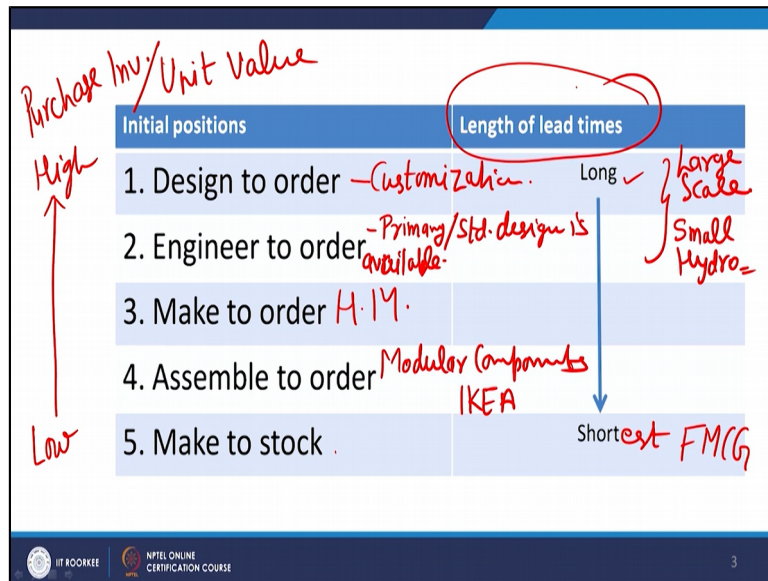 Purchase Inv./Unit Value
Initial positions Length of lead times
High
1. Design to order - Customization. Long
Large
Scale
2. Engineer to order - Primary/Std. design is
available.
Small
Hydro
3. Make to order H.M.
4. Assemble to order Modular Components
IKEA
Low
5. Make to stock Shortest FMCG
IIT ROORKEE NPTEL ONLINE
CERTIFICATION COURSE
NPTEL
3